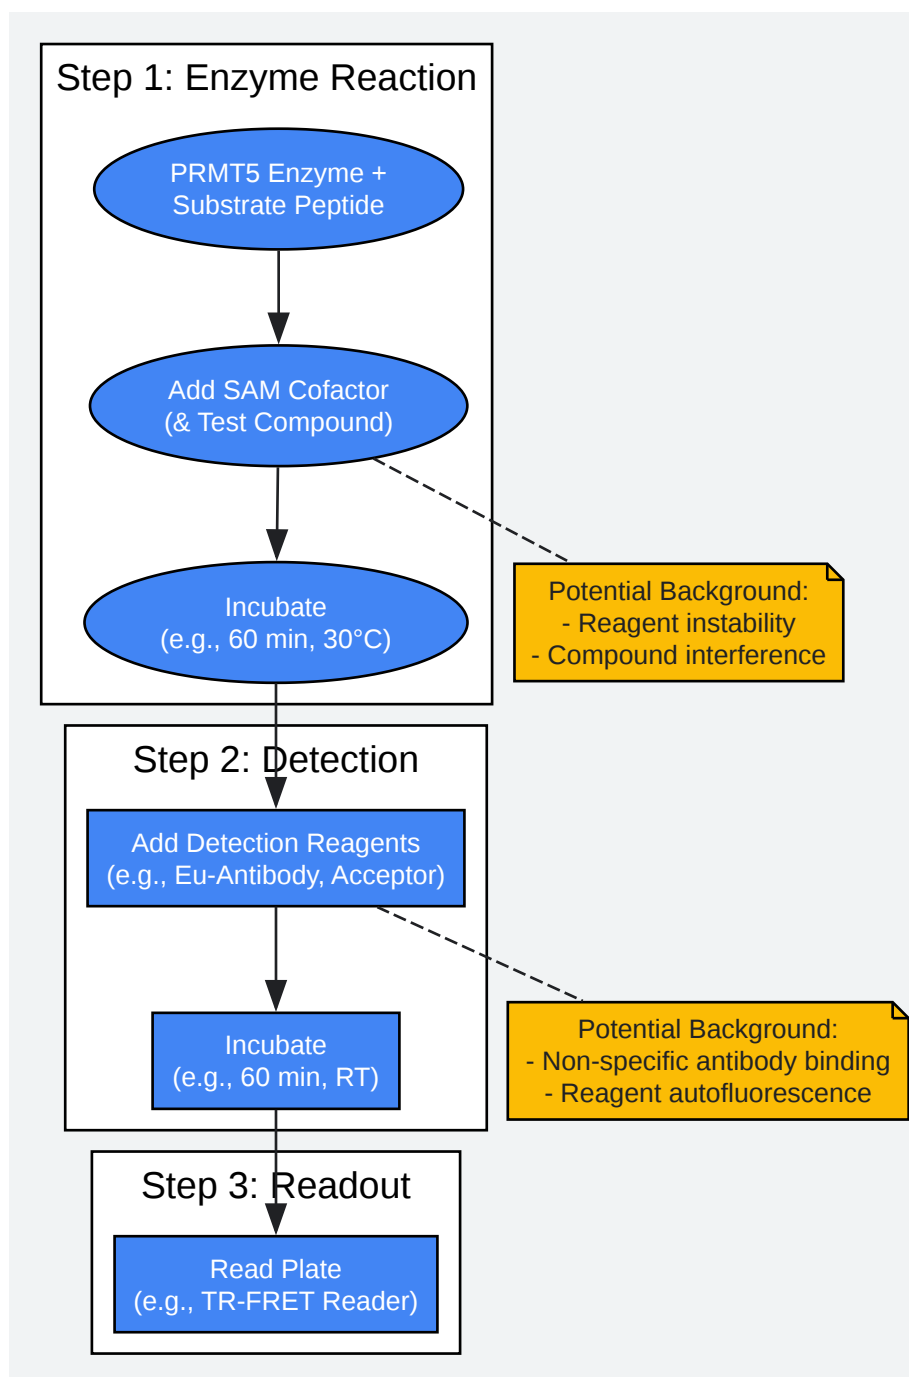 Step 1: Enzyme Reaction
PRMT5 Enzyme +
Substrate Peptide
Add SAM Cofactor
(& Test Compound)
Incubate
(e.g., 60 min, 30°C)
Potential Background:
- Reagent instability
- Compound interference
Step 2: Detection
Add Detection Reagents
(e.g., Eu-Antibody, Acceptor)
Incubate
(e.g., 60 min, RT)
Potential Background:
- Non-specific antibody binding
- Reagent autofluorescence
Step 3: Readout
Read Plate
(e.g., TR-FRET Reader)